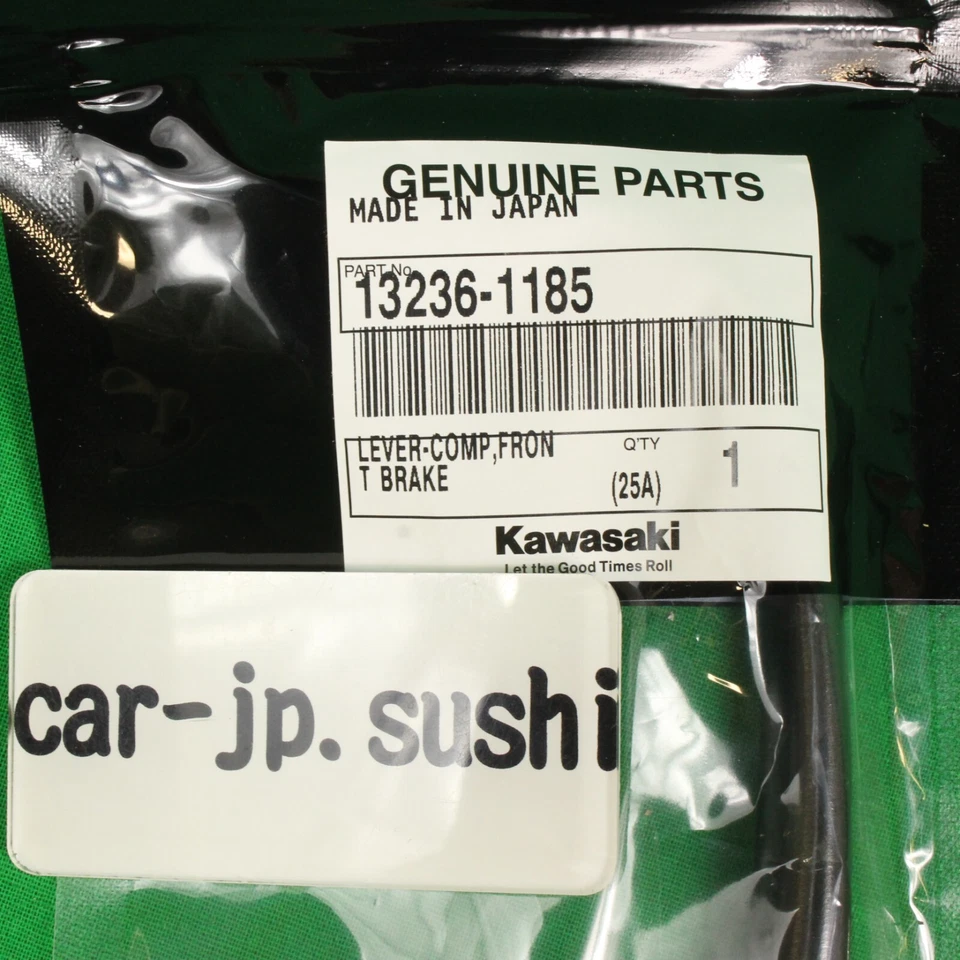 GENUINE PARTS
MADE IN JAPAN
PART No.
13236-1185
LEVER-COMP,FRON
T BRAKE
Q'TY
(25A)
1
Kawasaki
Let the Good Times Roll
car-jp.sushi